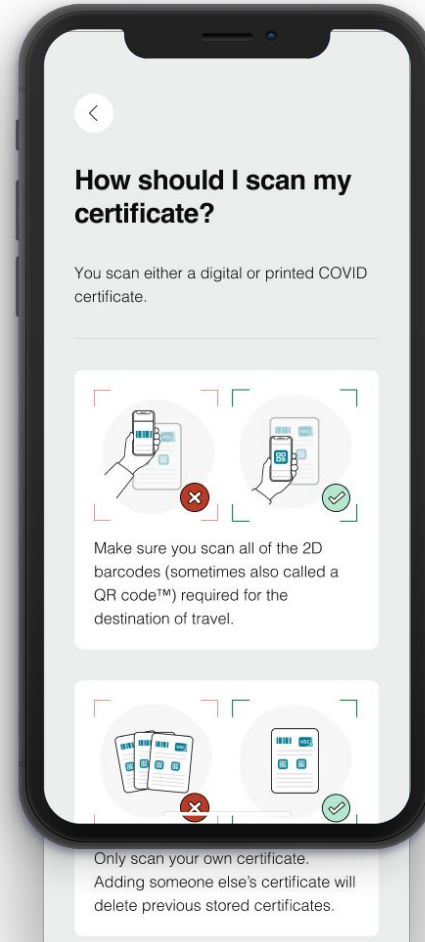 How should I scan my
certificate?
You scan either a digital or printed COVID
certificate.
Make sure you scan all of the 2D
barcodes (sometimes also called a
QR code™) required for the
destination of travel.
Only scan your own certificate.
Adding someone else's certificate will
delete previous stored certificates.